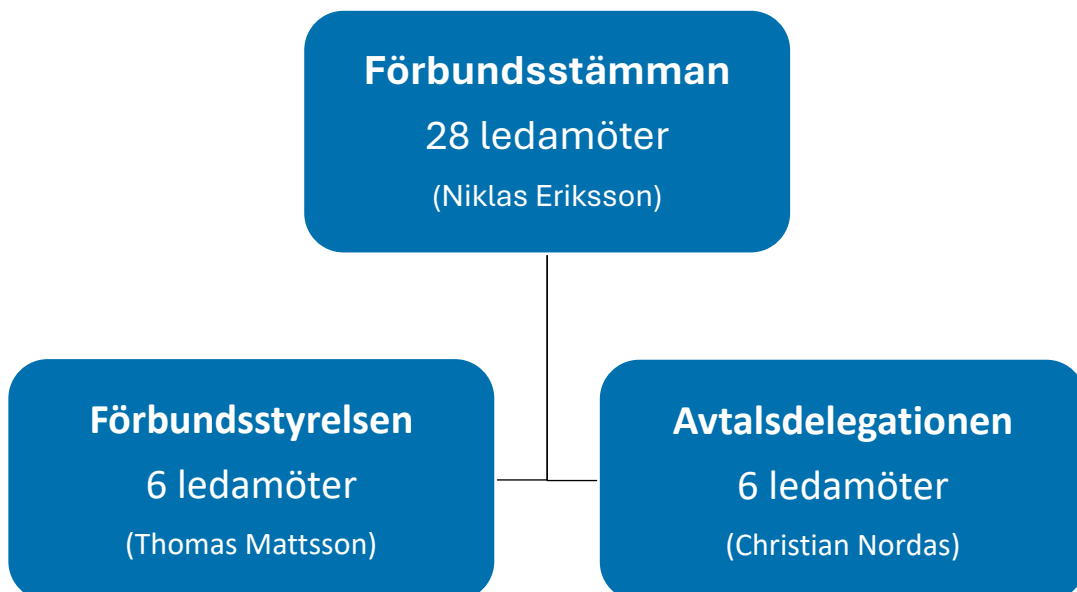 Förbundsstämman
28 ledamöter
(Niklas Eriksson)
Förbundsstyrelsen
6 ledamöter
(Thomas Mattsson)
Avtalsdelegationen
6 ledamöter
(Christian Nordas)